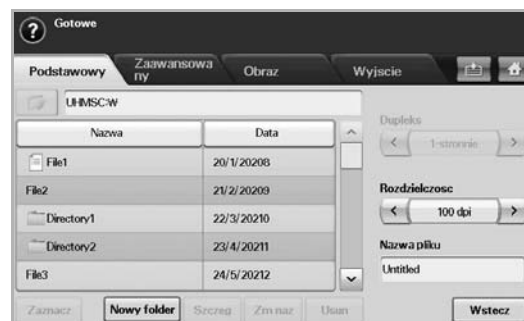 Gotowe
Podstawowy
Zaawansowa
ny
Obraz
Wyjscie
UHMSC:\W
Nazwa
Data
File1
20/1/20208
File2
21/2/20209
Directory1
22/3/20210
Directory2
23/4/20211
File3
24/5/20212
Dupleks
1-stronnie
Rozdzielczosc
100 dpi
Nazwa pliku
Untitled
Zaznacz
Nowy folder
Szczeg
Zm naz
Usun
Wstecz